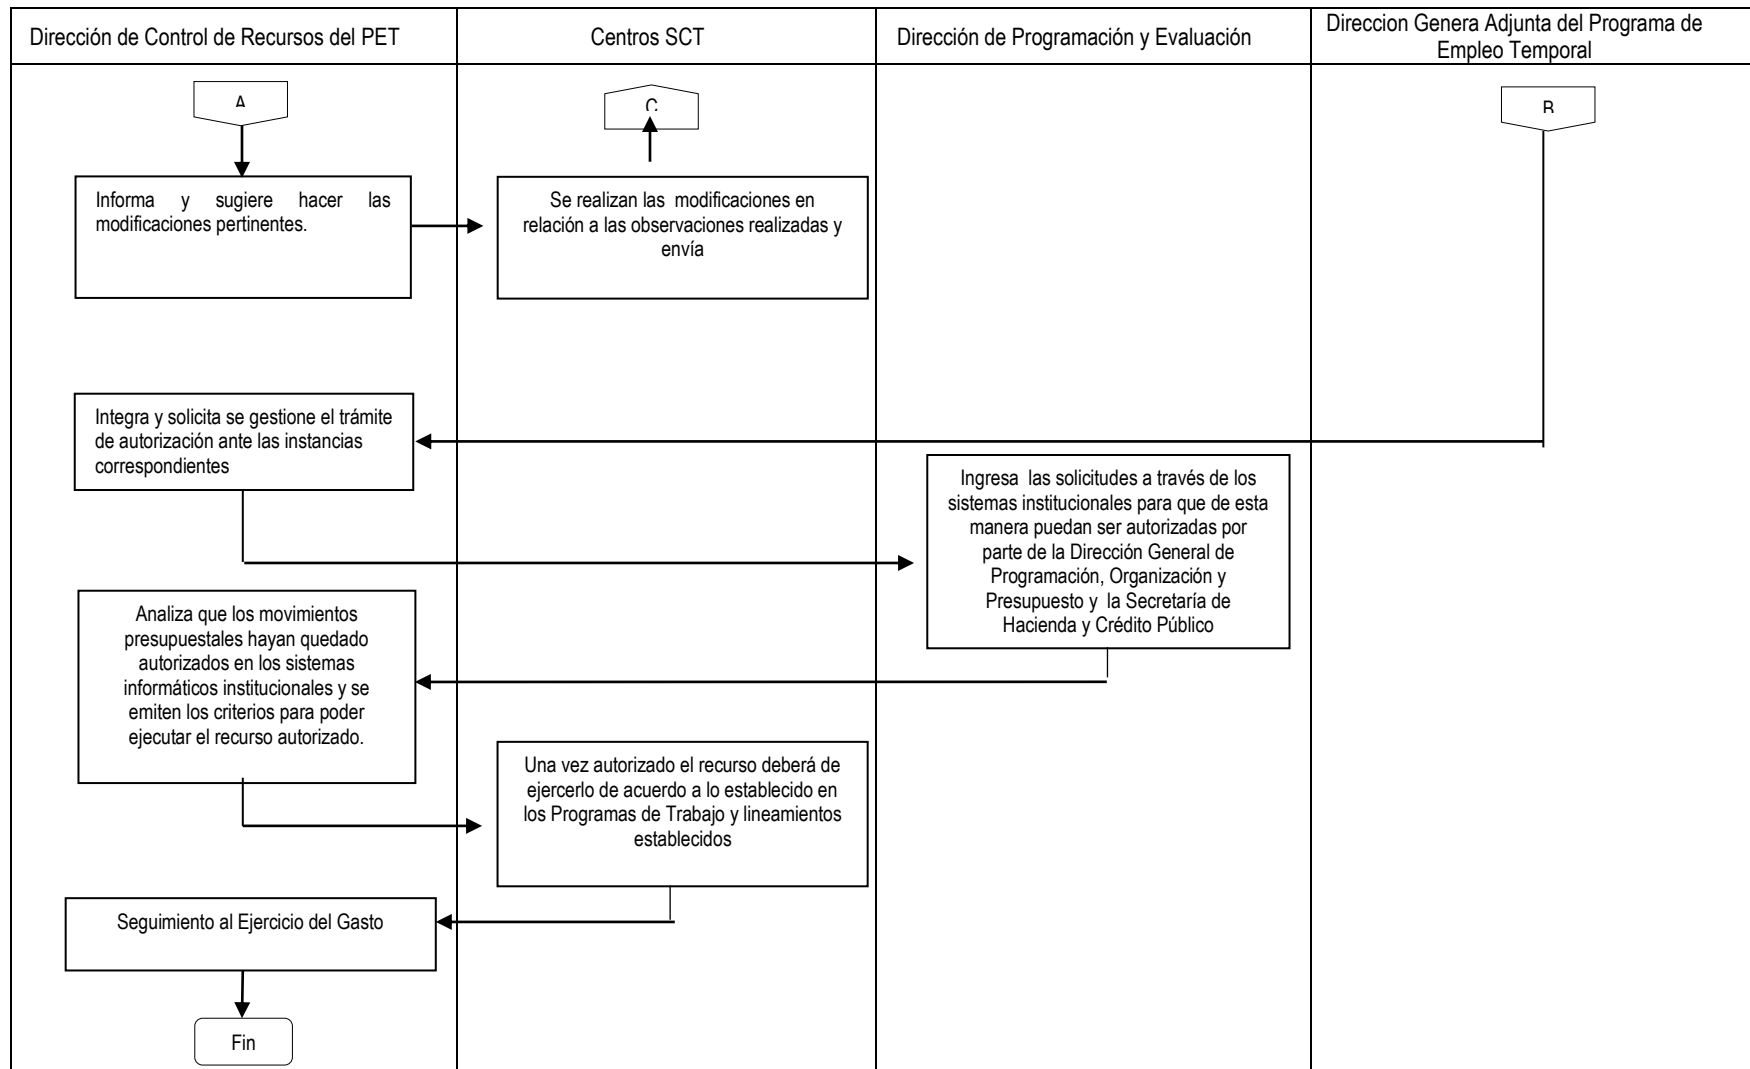 Dirección de Control de Recursos del PET
Centros SCT
Dirección de Programación y Evaluación
Direccion Genera Adjunta del Programa de
Empleo Temporal
A
C
B
Informa y sugiere hacer las
modificaciones pertinentes.
Se realizan las modificaciones en
relación a las observaciones realizadas y
envía
Integra y solicita se gestione el trámite
de autorización ante las instancias
correspondientes
Ingresa las solicitudes a través de los
sistemas institucionales para que de esta
manera puedan ser autorizadas por
parte de la Dirección General de
Programación, Organización y
Presupuesto y la Secretaría de
Hacienda y Crédito Público
Analiza que los movimientos
presupuestales hayan quedado
autorizados en los sistemas
informáticos institucionales y se
emiten los criterios para poder
ejecutar el recurso autorizado.
Una vez autorizado el recurso deberá de
ejercerlo de acuerdo a lo establecido en
los Programas de Trabajo y lineamientos
establecidos
Seguimiento al Ejercicio del Gasto
Fin